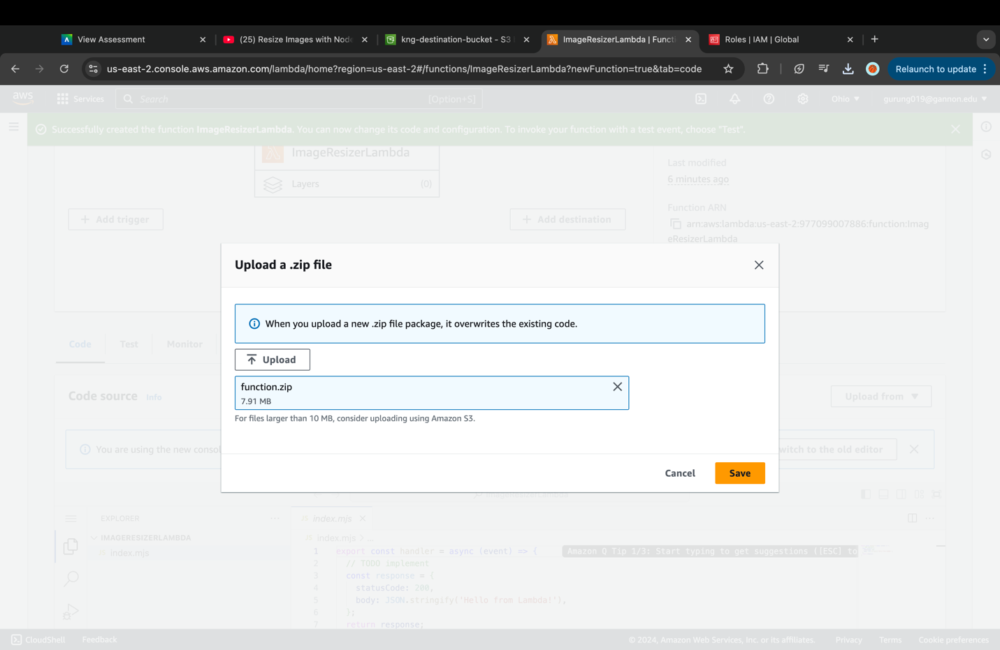 View Assessment
(25) Resize Images with Node
kng-destination-bucket - S3
ImageResizerLambda | Functi
Roles | IAM | Global
us-east-2.console.aws.amazon.com/lambda/home?region=us-east-2#/functions/ImageResizerLambda?newFunction=true&tab=code
Relaunch to update
aws
Services
Search
[Option+S]
Ohio
gurung019@gannon.edu
Successfully created the function ImageResizerLambda. You can now change its code and configuration. To invoke your function with a test event, choose "Test".
ImageResizerLambda
Layers
(0)
Add trigger
Add destination
Last modified
6 minutes ago
Function ARN
arn:aws:lambda:us-east-2:977099007886:function:Imag
eResizerLambda
Upload a .zip file
When you upload a new .zip file package, it overwrites the existing code.
Upload
function.zip
7.91 MB
For files larger than 10 MB, consider uploading using Amazon S3.
Cancel
Save
Code
Test
Monitor
Code source
Info
Upload from
You are using the new consol
witch to the old editor
ImageResizerLambda
EXPLORER
IMAGERESIZERLAMBDA
index.mjs
JS index.mjs
JS index.mjs > ...
1 export const handler = async (event) => {
Amazon Q Tip 1/3: Start typing to get suggestions ([ESC] to
2 // TODO implement
3 const response = {
4 statusCode: 200,
5 body: JSON.stringify('Hello from Lambda!'),
6 };
7 return response;
CloudShell
Feedback
© 2024, Amazon Web Services, Inc. or its affiliates.
Privacy
Terms
Cookie preferences